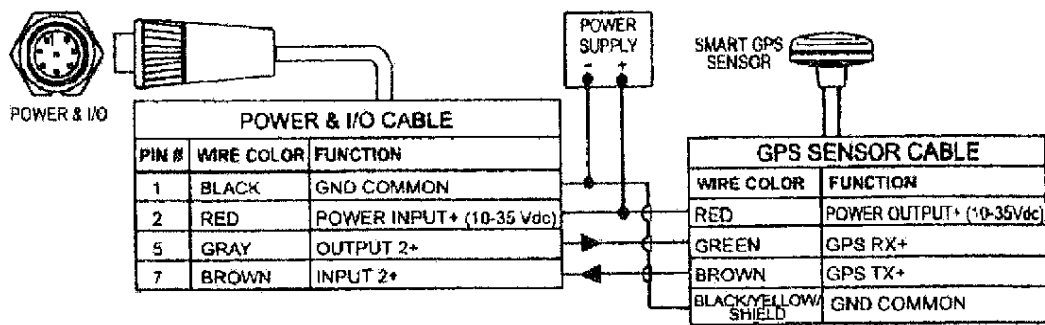 POWER & I/O
POWER
SUPPLY
- +
SMART GPS
SENSOR
POWER & I/O CABLE
PIN # WIRE COLOR FUNCTION
1 BLACK GND COMMON
2 RED POWER INPUT+ (10-35 Vdc)
5 GRAY OUTPUT 2+
7 BROWN INPUT 2+
GPS SENSOR CABLE
WIRE COLOR FUNCTION
RED POWER OUTPUT+ (10-35Vdc)
GREEN GPS RX+
BROWN GPS TX+
BLACK/YELLOW/
SHIELD GND COMMON